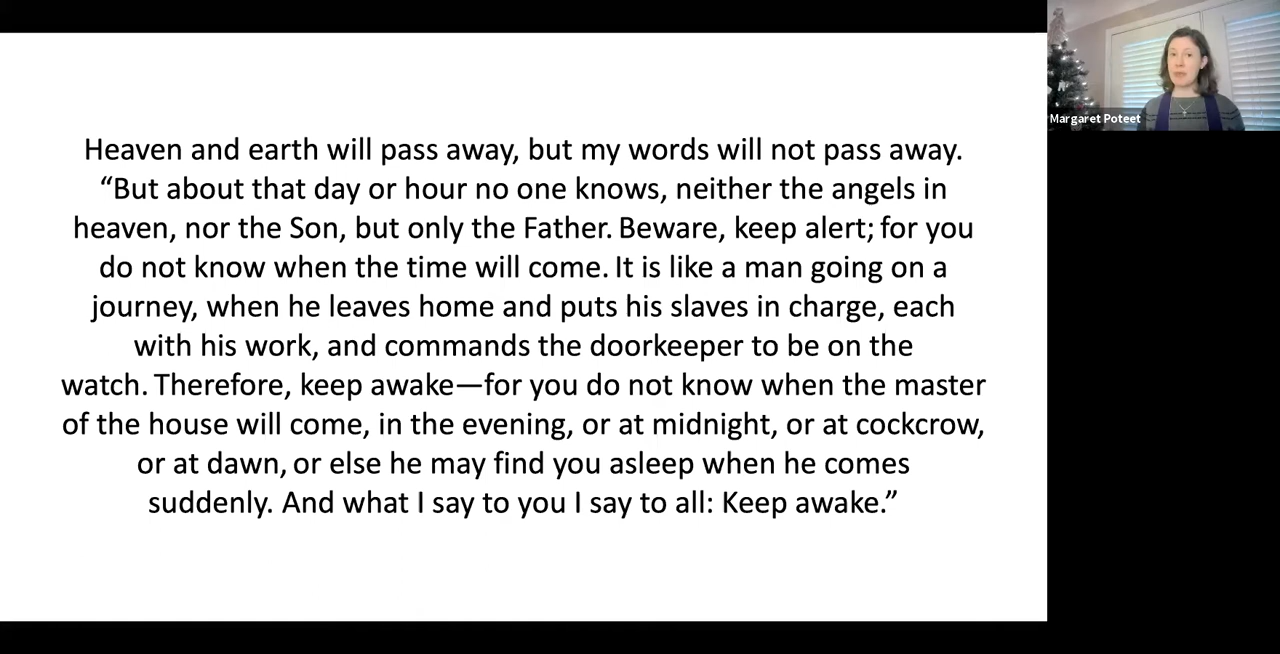 Heaven and earth will pass away, but my words will not pass away.
“But about that day or hour no one knows, neither the angels in
heaven, nor the Son, but only the Father. Beware, keep alert; for you
do not know when the time will come. It is like a man going on a
journey, when he leaves home and puts his slaves in charge, each
with his work, and commands the doorkeeper to be on the
watch. Therefore, keep awake—for you do not know when the master
of the house will come, in the evening, or at midnight, or at cockcrow,
or at dawn, or else he may find you asleep when he comes
suddenly. And what I say to you I say to all: Keep awake.”
Margaret Poteet